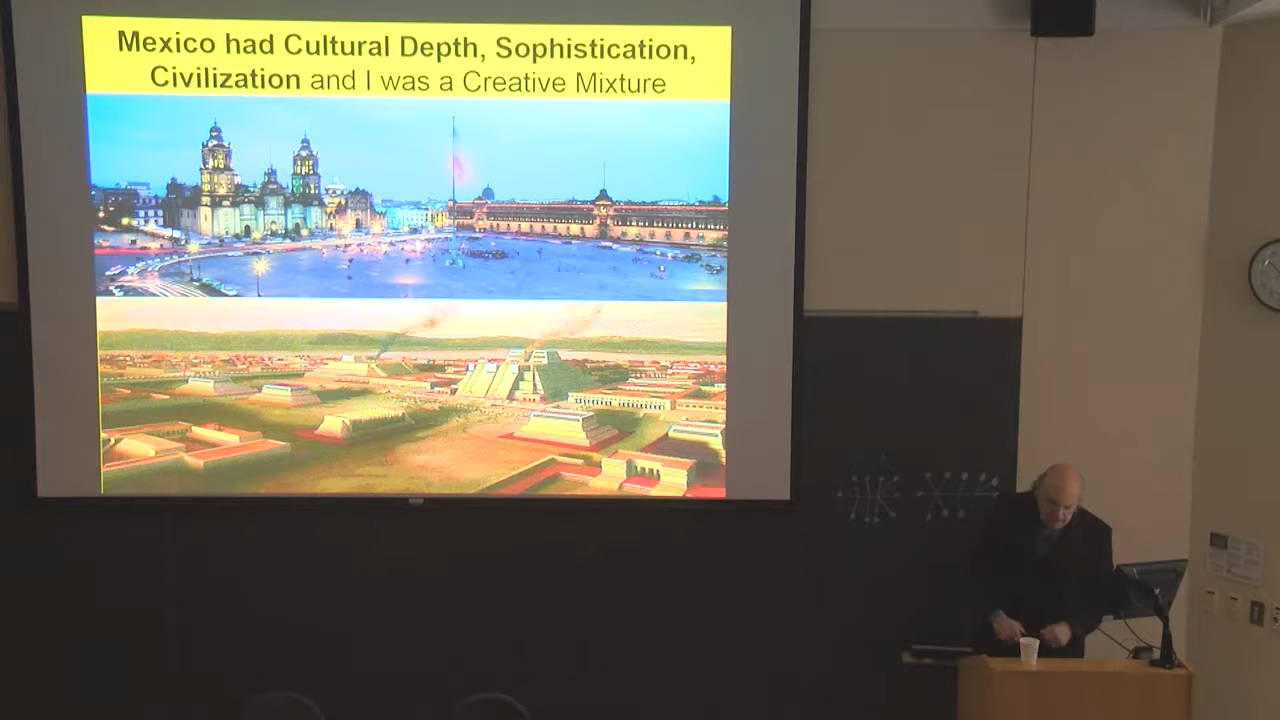 Mexico had Cultural Depth, Sophistication,
Civilization and I was a Creative Mixture